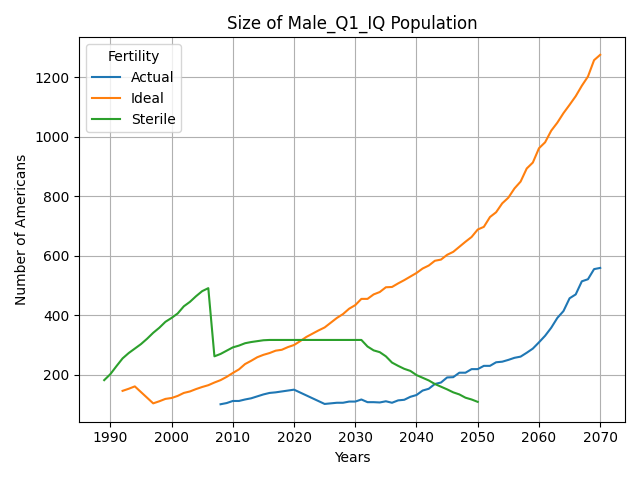 Size of Male_Q1_IQ Population
Fertility
Actual
Ideal
Sterile
1200
1000
800
600
400
200
Number of Americans
1990 2000 2010 2020 2030 2040 2050 2060 2070
Years